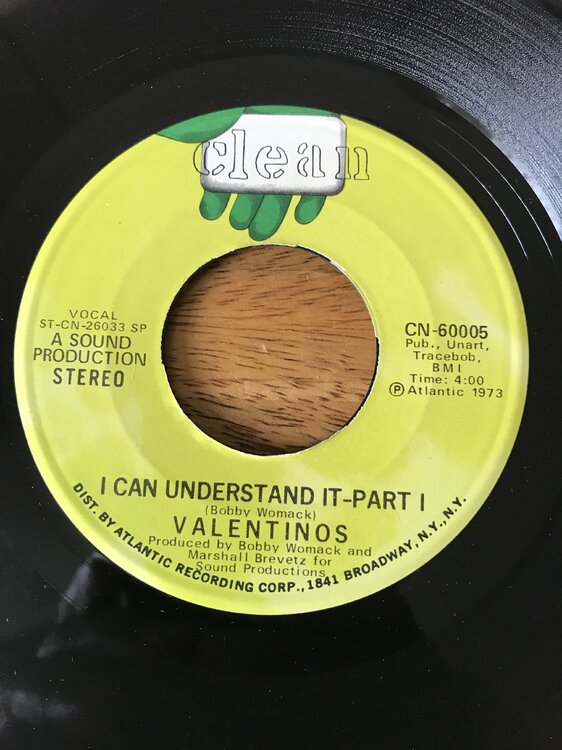 clean
VOCAL
ST-CN-26033 SP
A SOUND
PRODUCTION
STEREO
CN-60005
Pub., Unart,
Tracebob,
BMI
Time: 4:00
Ⓟ Atlantic 1973
I CAN UNDERSTAND IT-PART I
(Bobby Womack)
VALENTINOS
Produced by Bobby Womack and
Marshall Brevetz for
Sound Productions
DIST. BY ATLANTIC RECORDING CORP., 1841 BROADWAY, N.Y., N.Y.